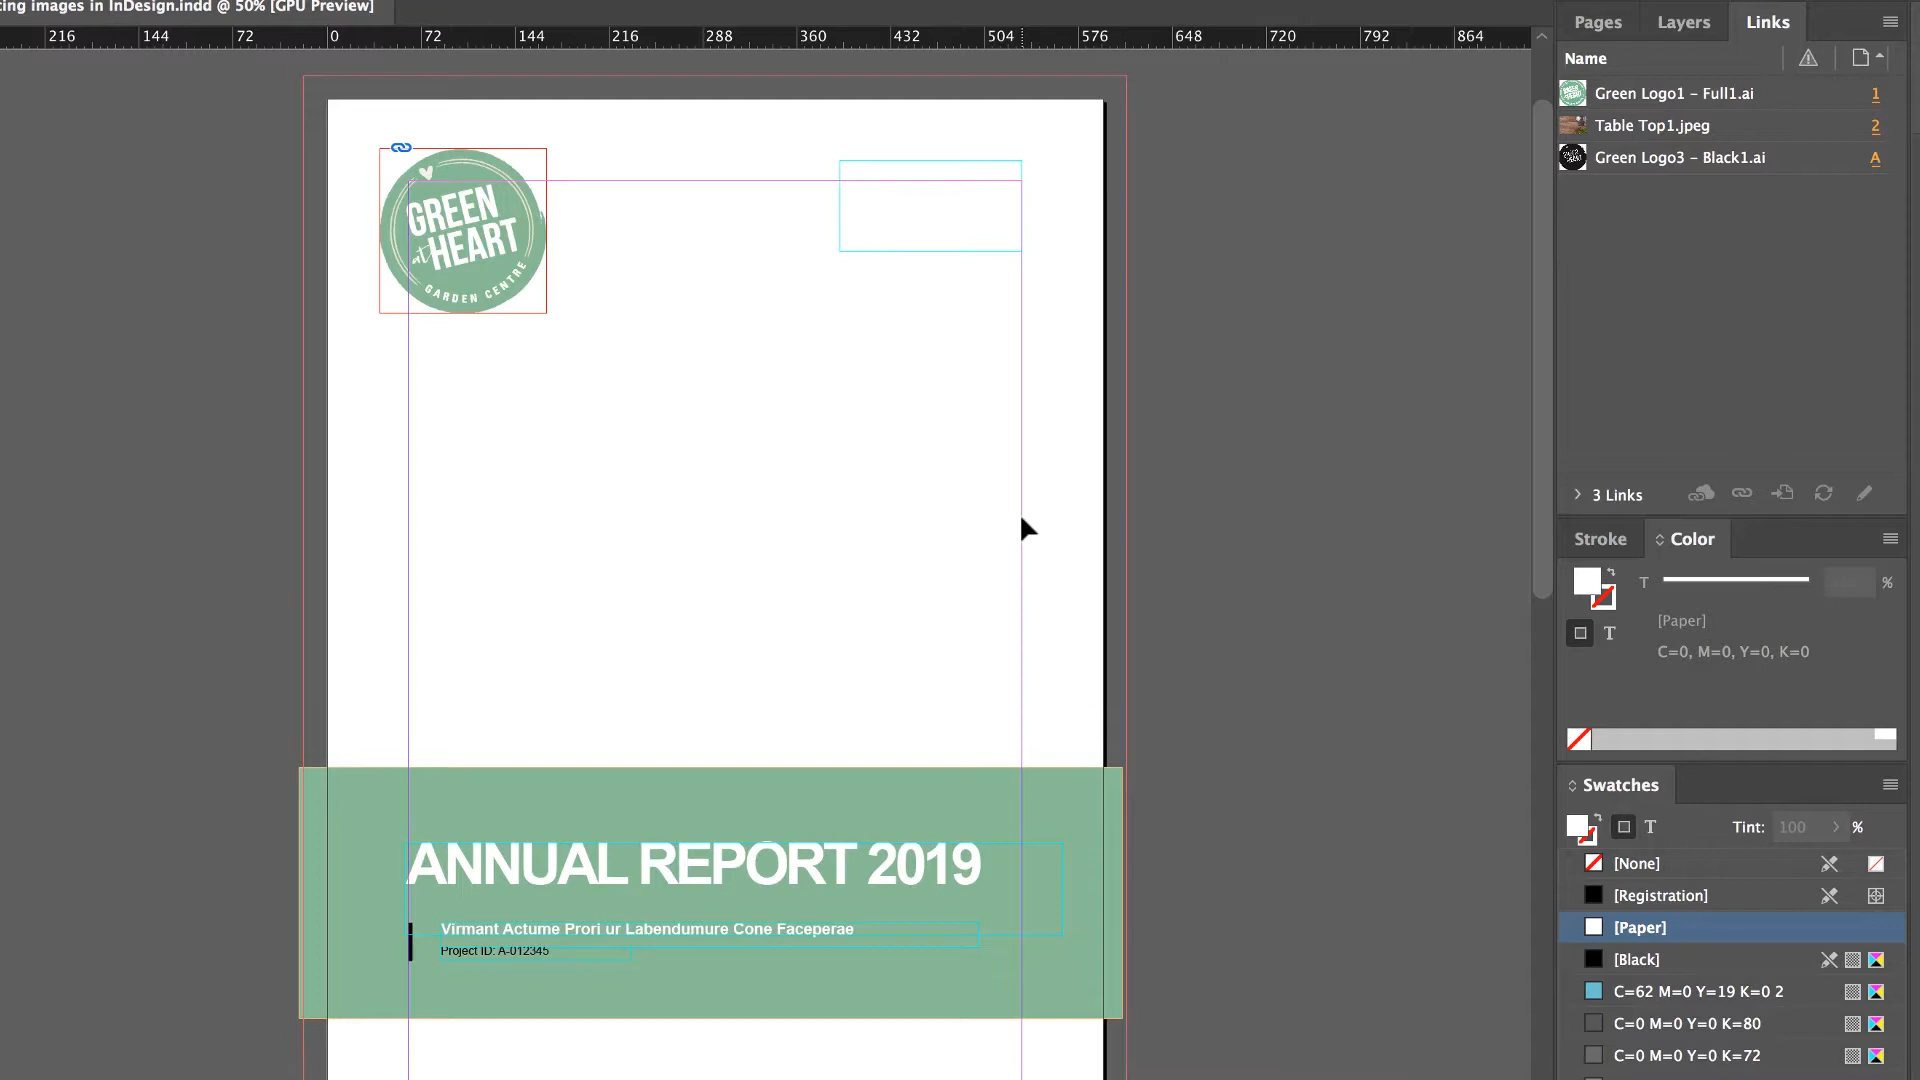 ting images in InDesign.indd @ 50% [GPU Preview]
216 144 72 0 72 144 216 288 360 432 504 576 648 720 792 864
GREEN
at HEART
GARDEN CENTRE
ANNUAL REPORT 2019
Virmant Actume Prori ur Labendumure Cone Faceperae
Project ID: A-012345
Pages Layers Links
Name
Green Logo1 - Full1.ai 1
Table Top1.jpeg 2
Green Logo3 - Black1.ai A
3 Links
Stroke Color
T %
[Paper]
T
C=0, M=0, Y=0, K=0
Swatches
T Tint: 100 %
[None]
[Registration]
[Paper]
[Black]
C=62 M=0 Y=19 K=0 2
C=0 M=0 Y=0 K=80
C=0 M=0 Y=0 K=72